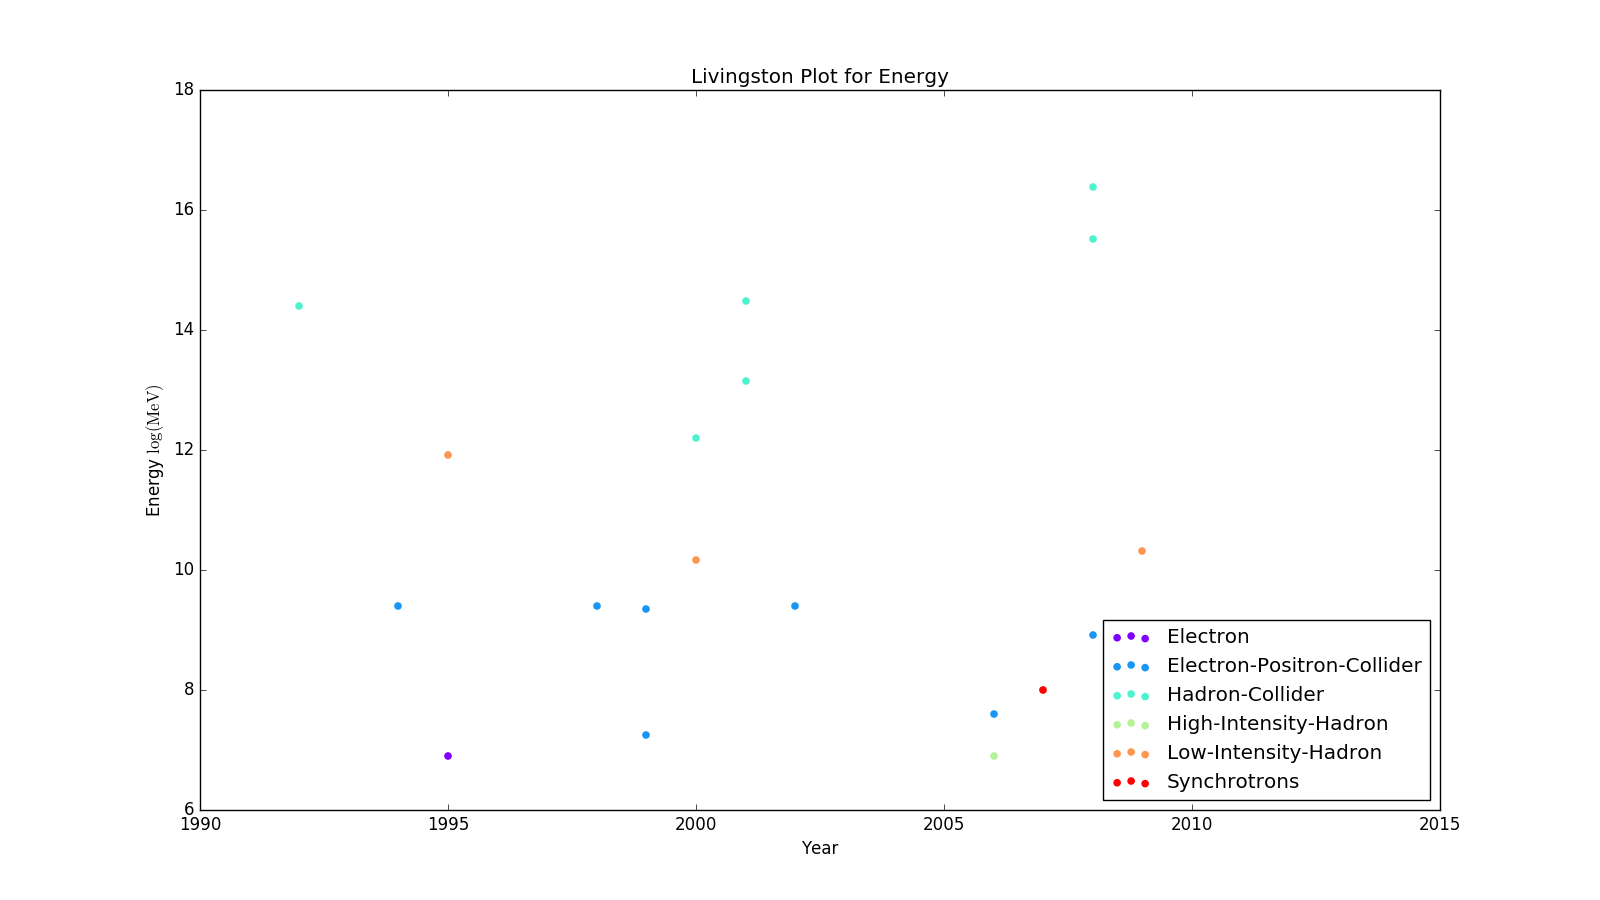 Livingston Plot for Energy
18
16
14
12
10
8
6
Energy log(MeV)
1990 1995 2000 2005 2010 2015
Year
Electron
Electron-Positron-Collider
Hadron-Collider
High-Intensity-Hadron
Low-Intensity-Hadron
Synchrotrons